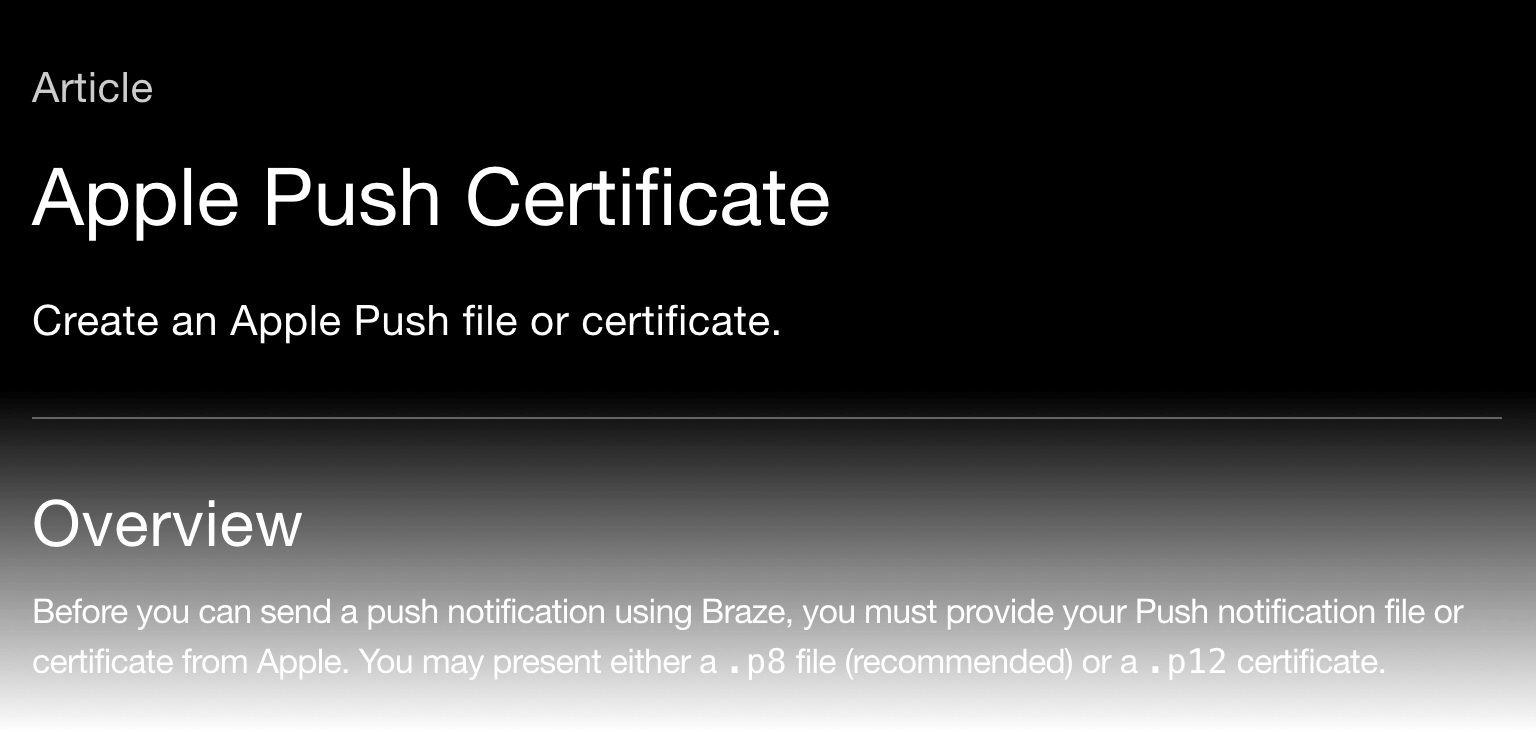 Article
Apple Push Certificate
Create an Apple Push file or certificate.
Overview
Before you can send a push notification using Braze, you must provide your Push notification file or
certificate from Apple. You may present either a .p8 file (recommended) or a .p12 certificate.